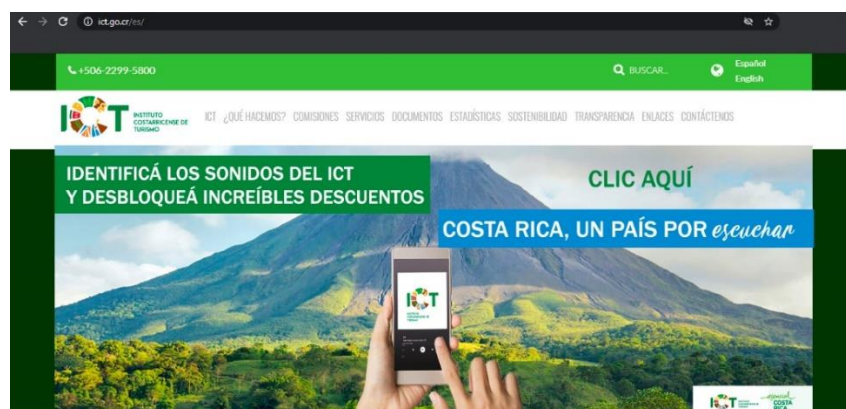 ict.go.cr/es/
+506-2299-5800
BUSCAR...
Español
English
ICT
INSTITUTO
COSTARRICENSE DE
TURISMO
ICT ¿QUÉ HACEMOS? COMISIONES SERVICIOS DOCUMENTOS ESTADÍSTICAS SOSTENIBILIDAD TRANSPARENCIA ENLACES CONTÁCTENOS
IDENTIFICÁ LOS SONIDOS DEL ICT
Y DESBLOQUEÁ INCREÍBLES DESCUENTOS
CLIC AQUÍ
COSTA RICA, UN PAÍS POR escuchar
ICT
ICT
esencial
COSTA
RICA